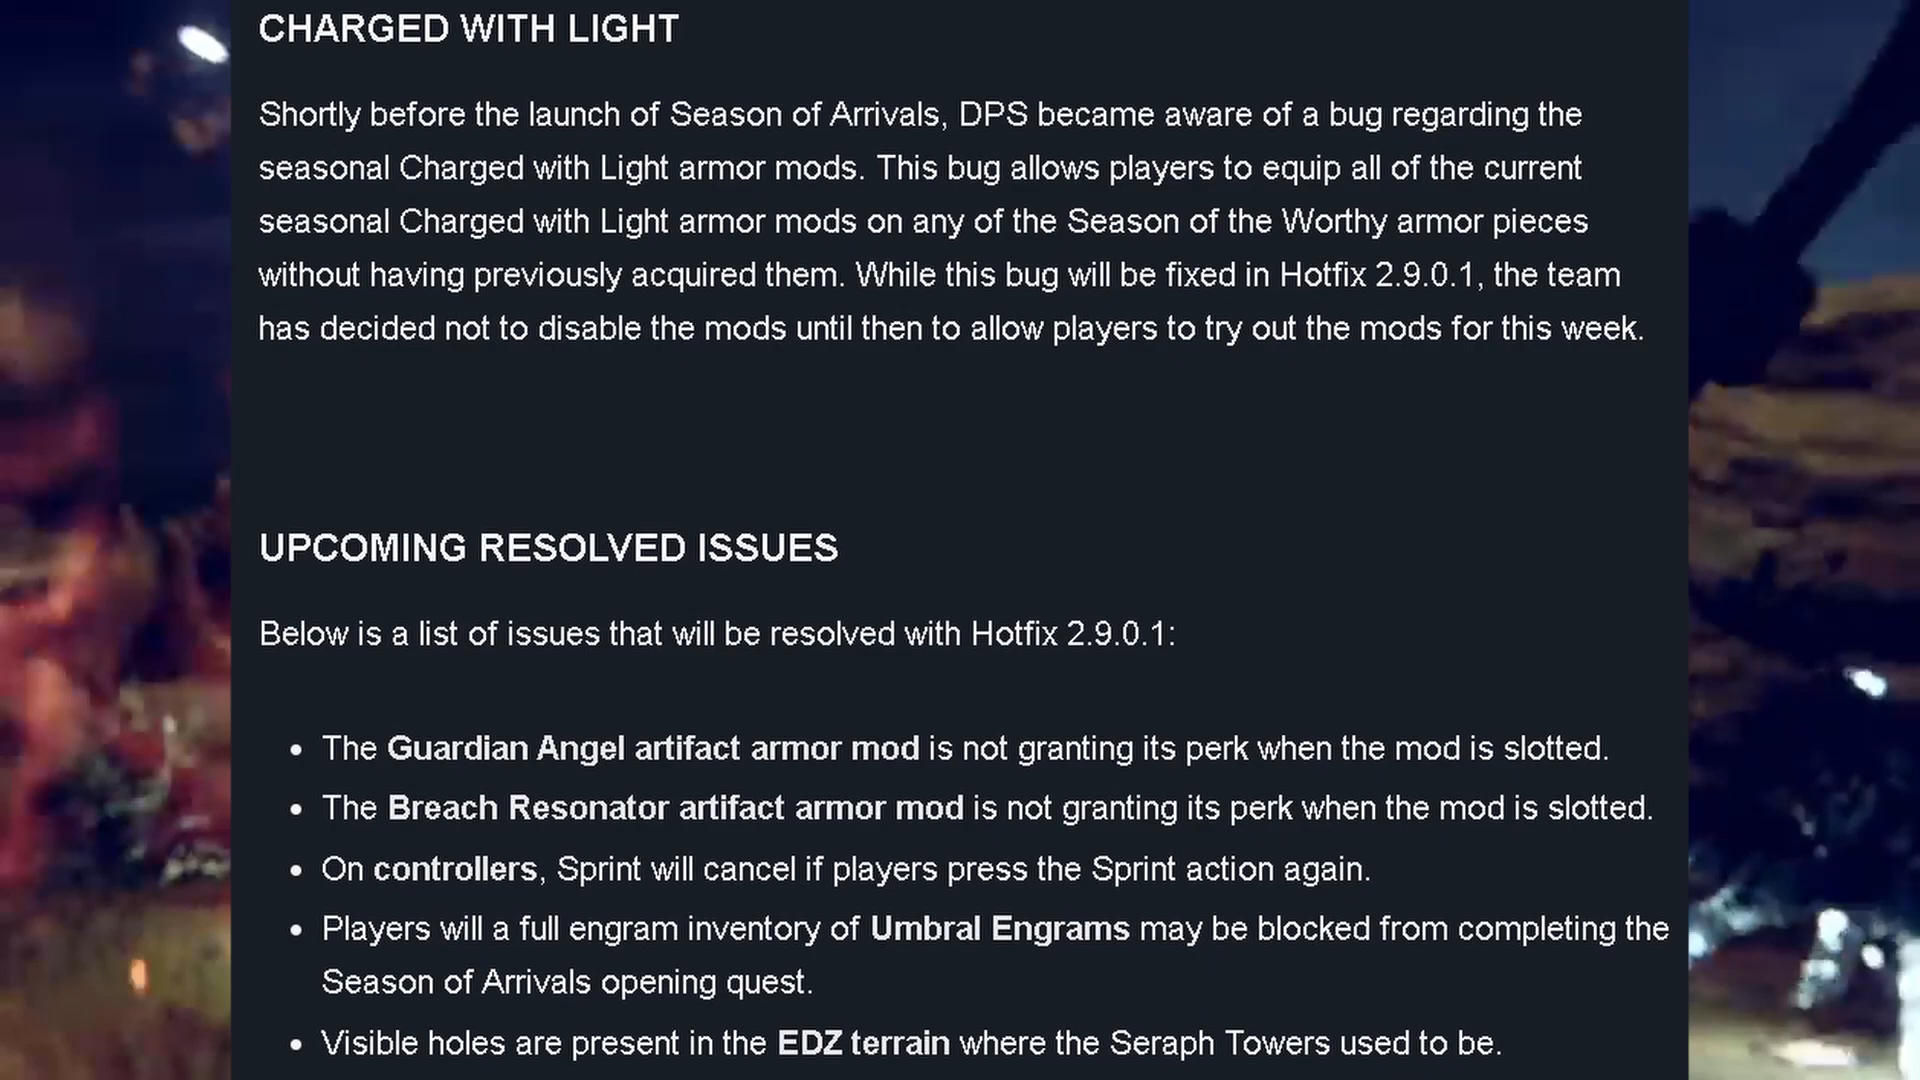 CHARGED WITH LIGHT
Shortly before the launch of Season of Arrivals, DPS became aware of a bug regarding the
seasonal Charged with Light armor mods. This bug allows players to equip all of the current
seasonal Charged with Light armor mods on any of the Season of the Worthy armor pieces
without having previously acquired them. While this bug will be fixed in Hotfix 2.9.0.1, the team
has decided not to disable the mods until then to allow players to try out the mods for this week.
UPCOMING RESOLVED ISSUES
Below is a list of issues that will be resolved with Hotfix 2.9.0.1:
• The Guardian Angel artifact armor mod is not granting its perk when the mod is slotted.
• The Breach Resonator artifact armor mod is not granting its perk when the mod is slotted.
• On controllers, Sprint will cancel if players press the Sprint action again.
• Players will a full engram inventory of Umbral Engrams may be blocked from completing the
Season of Arrivals opening quest.
• Visible holes are present in the EDZ terrain where the Seraph Towers used to be.